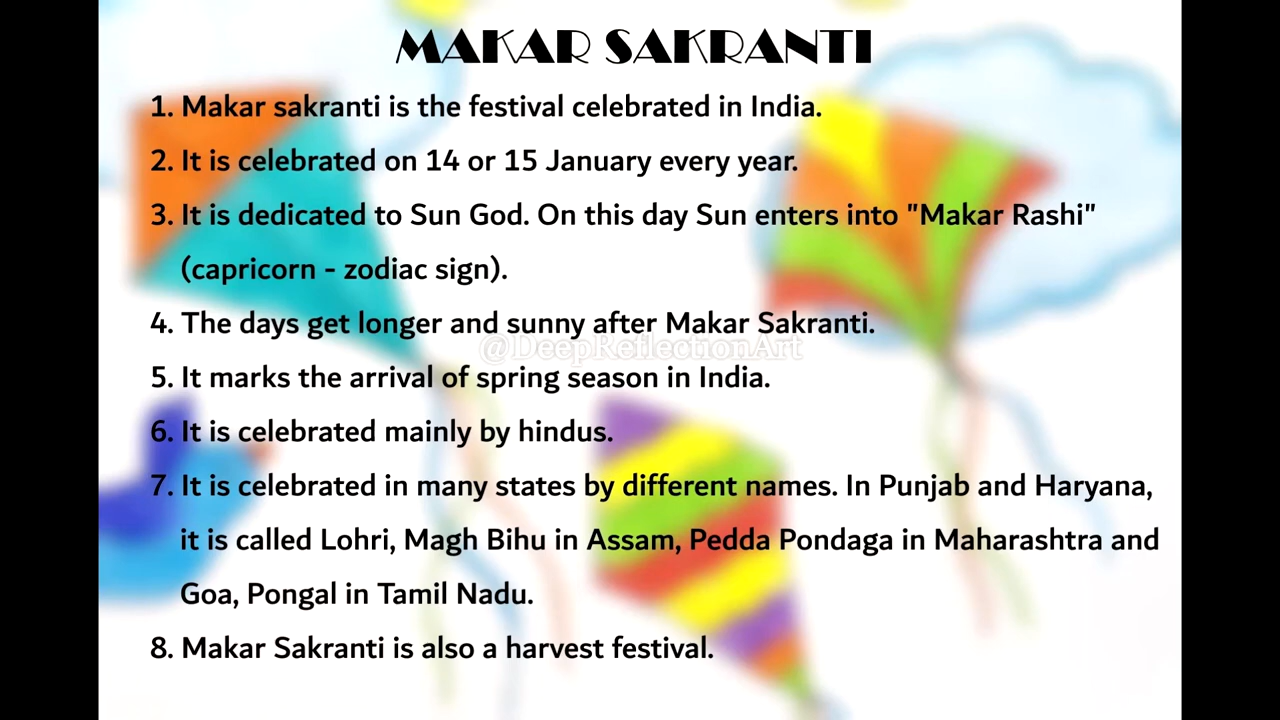 MAKAR SAKRANTI
1. Makar sakranti is the festival celebrated in India.
2. It is celebrated on 14 or 15 January every year.
3. It is dedicated to Sun God. On this day Sun enters into "Makar Rashi"
(capricorn - zodiac sign).
4. The days get longer and sunny after Makar Sakranti.
@DeepReflectionArt
5. It marks the arrival of spring season in India.
6. It is celebrated mainly by hindus.
7. It is celebrated in many states by different names. In Punjab and Haryana,
it is called Lohri, Magh Bihu in Assam, Pedda Pondaga in Maharashtra and
Goa, Pongal in Tamil Nadu.
8. Makar Sakranti is also a harvest festival.